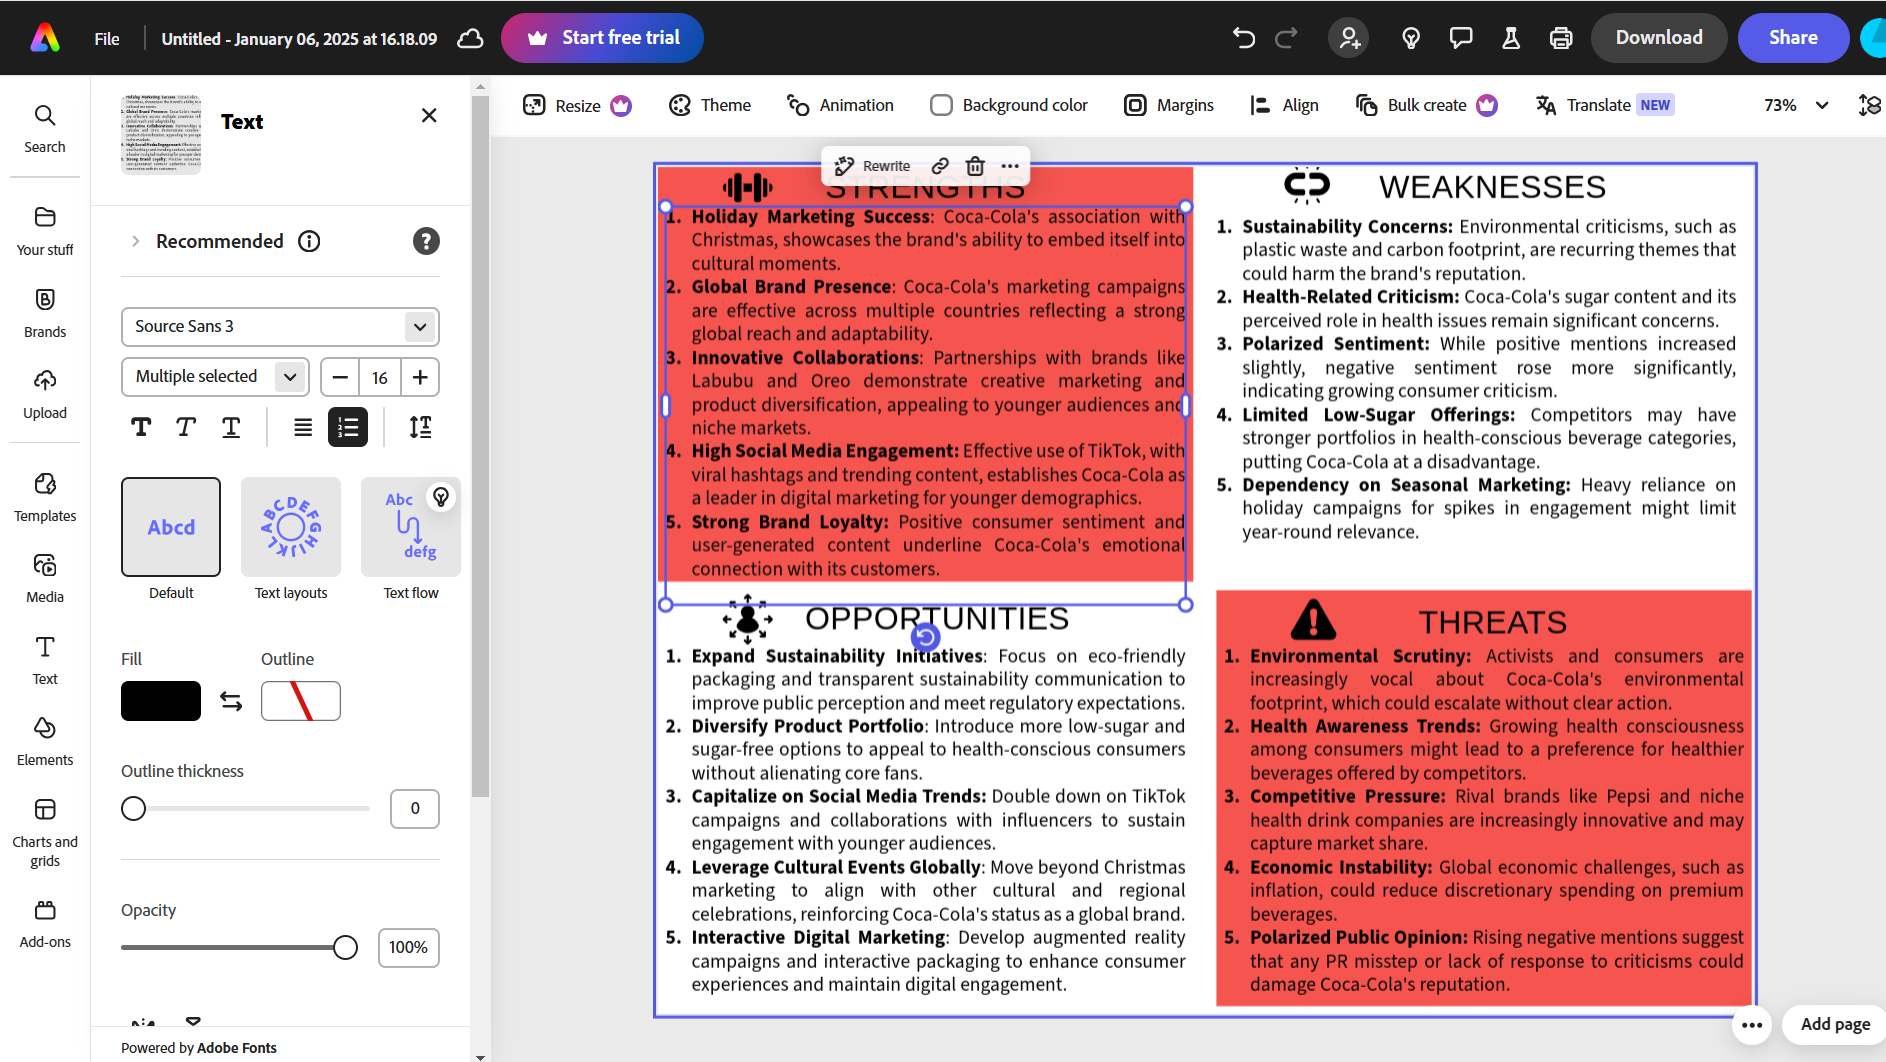 File
Untitled - January 06, 2025 at 16.18.09
Start free trial
Download
Share
Search
Your stuff
Brands
Upload
Templates
Media
Text
Elements
Charts and
grids
Add-ons
Text
Recommended
Source Sans 3
Multiple selected
16
Abcd
ABCDEFGHIJKL
Abc
defg
Default
Text layouts
Text flow
Fill
Outline
Outline thickness
0
Opacity
100%
Powered by Adobe Fonts
Resize
Theme
Animation
Background color
Margins
Align
Bulk create
Translate NEW
73%
Rewrite
STRENGTHS
1. Holiday Marketing Success: Coca-Cola's association with
Christmas, showcases the brand's ability to embed itself into
cultural moments.
2. Global Brand Presence: Coca-Cola's marketing campaigns
are effective across multiple countries reflecting a strong
global reach and adaptability.
3. Innovative Collaborations: Partnerships with brands like
Labubu and Oreo demonstrate creative marketing and
product diversification, appealing to younger audiences and
niche markets.
4. High Social Media Engagement: Effective use of TikTok, with
viral hashtags and trending content, establishes Coca-Cola as
a leader in digital marketing for younger demographics.
5. Strong Brand Loyalty: Positive consumer sentiment and
user-generated content underline Coca-Cola's emotional
connection with its customers.
WEAKNESSES
1. Sustainability Concerns: Environmental criticisms, such as
plastic waste and carbon footprint, are recurring themes that
could harm the brand's reputation.
2. Health-Related Criticism: Coca-Cola's sugar content and its
perceived role in health issues remain significant concerns.
3. Polarized Sentiment: While positive mentions increased
slightly, negative sentiment rose more significantly,
indicating growing consumer criticism.
4. Limited Low-Sugar Offerings: Competitors may have
stronger portfolios in health-conscious beverage categories,
putting Coca-Cola at a disadvantage.
5. Dependency on Seasonal Marketing: Heavy reliance on
holiday campaigns for spikes in engagement might limit
year-round relevance.
OPPORTUNITIES
1. Expand Sustainability Initiatives: Focus on eco-friendly
packaging and transparent sustainability communication to
improve public perception and meet regulatory expectations.
2. Diversify Product Portfolio: Introduce more low-sugar and
sugar-free options to appeal to health-conscious consumers
without alienating core fans.
3. Capitalize on Social Media Trends: Double down on TikTok
campaigns and collaborations with influencers to sustain
engagement with younger audiences.
4. Leverage Cultural Events Globally: Move beyond Christmas
marketing to align with other cultural and regional
celebrations, reinforcing Coca-Cola's status as a global brand.
5. Interactive Digital Marketing: Develop augmented reality
campaigns and interactive packaging to enhance consumer
experiences and maintain digital engagement.
THREATS
1. Environmental Scrutiny: Activists and consumers are
increasingly vocal about Coca-Cola's environmental
footprint, which could escalate without clear action.
2. Health Awareness Trends: Growing health consciousness
among consumers might lead to a preference for healthier
beverages offered by competitors.
3. Competitive Pressure: Rival brands like Pepsi and niche
health drink companies are increasingly innovative and may
capture market share.
4. Economic Instability: Global economic challenges, such as
inflation, could reduce discretionary spending on premium
beverages.
5. Polarized Public Opinion: Rising negative mentions suggest
that any PR misstep or lack of response to criticisms could
damage Coca-Cola's reputation.
Add page